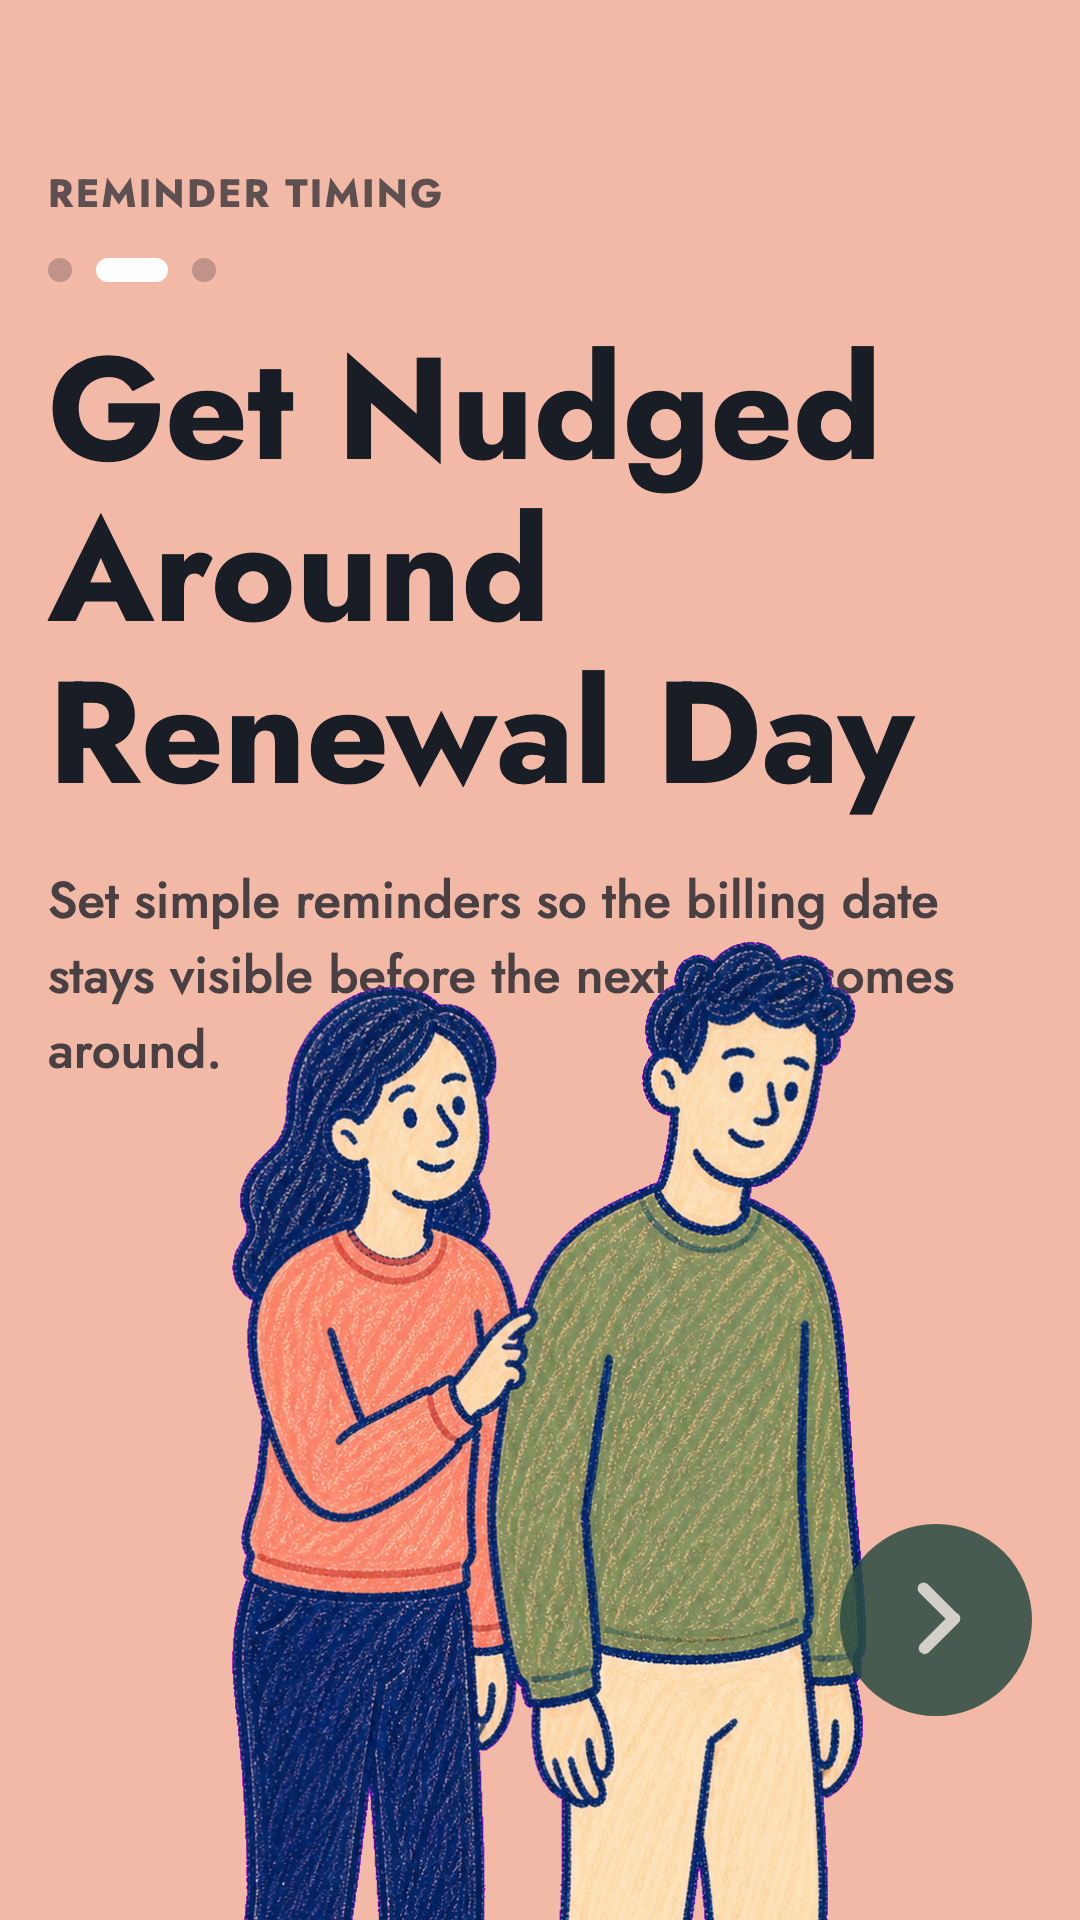 REMINDER TIMING
Get Nudged
Around
Renewal Day
Set simple reminders so the billing date
stays visible before the next comes
around.